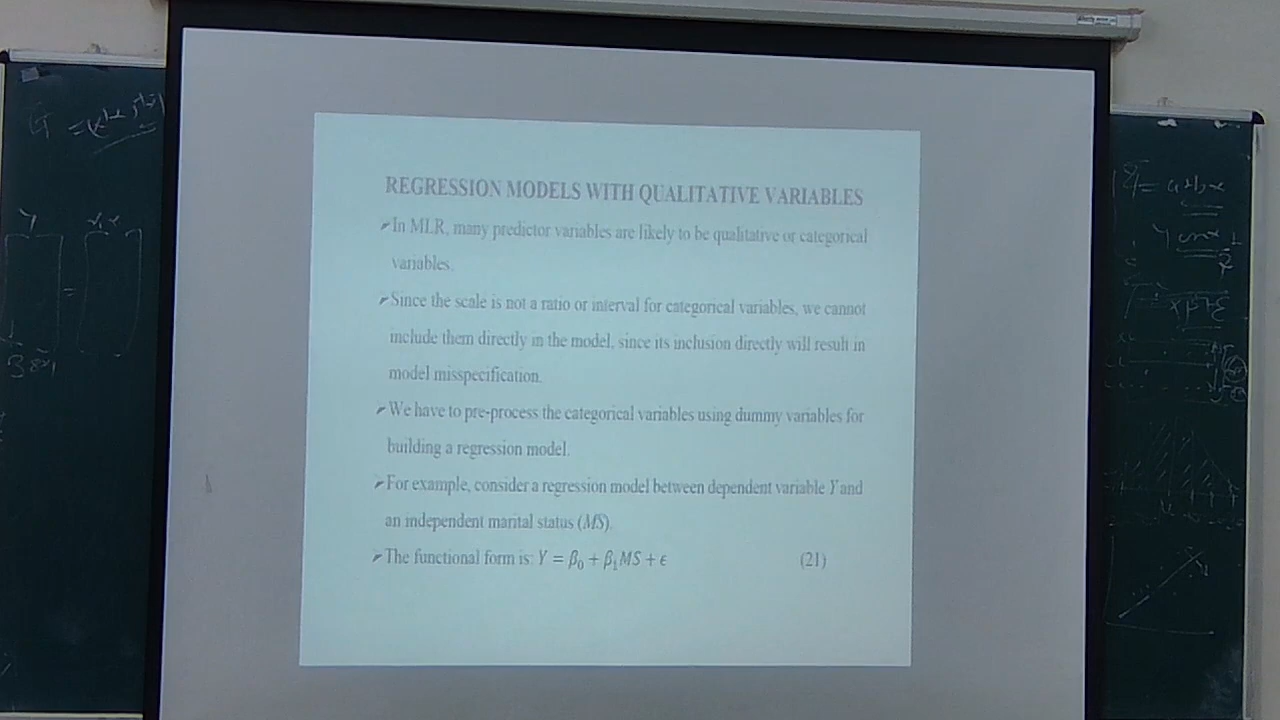 REGRESSION MODELS WITH QUALITATIVE VARIABLES
➢In MLR, many predictor variables are likely to be qualitative or categorical
variables.
➢Since the scale is not a ratio or interval for categorical variables, we cannot
include them directly in the model, since its inclusion directly will result in
model misspecification.
➢We have to pre-process the categorical variables using dummy variables for
building a regression model.
➢For example, consider a regression model between dependent variable Y and
an independent marital status (MS).
➢The functional form is: Y = β₀ + β₁MS + ϵ (21)